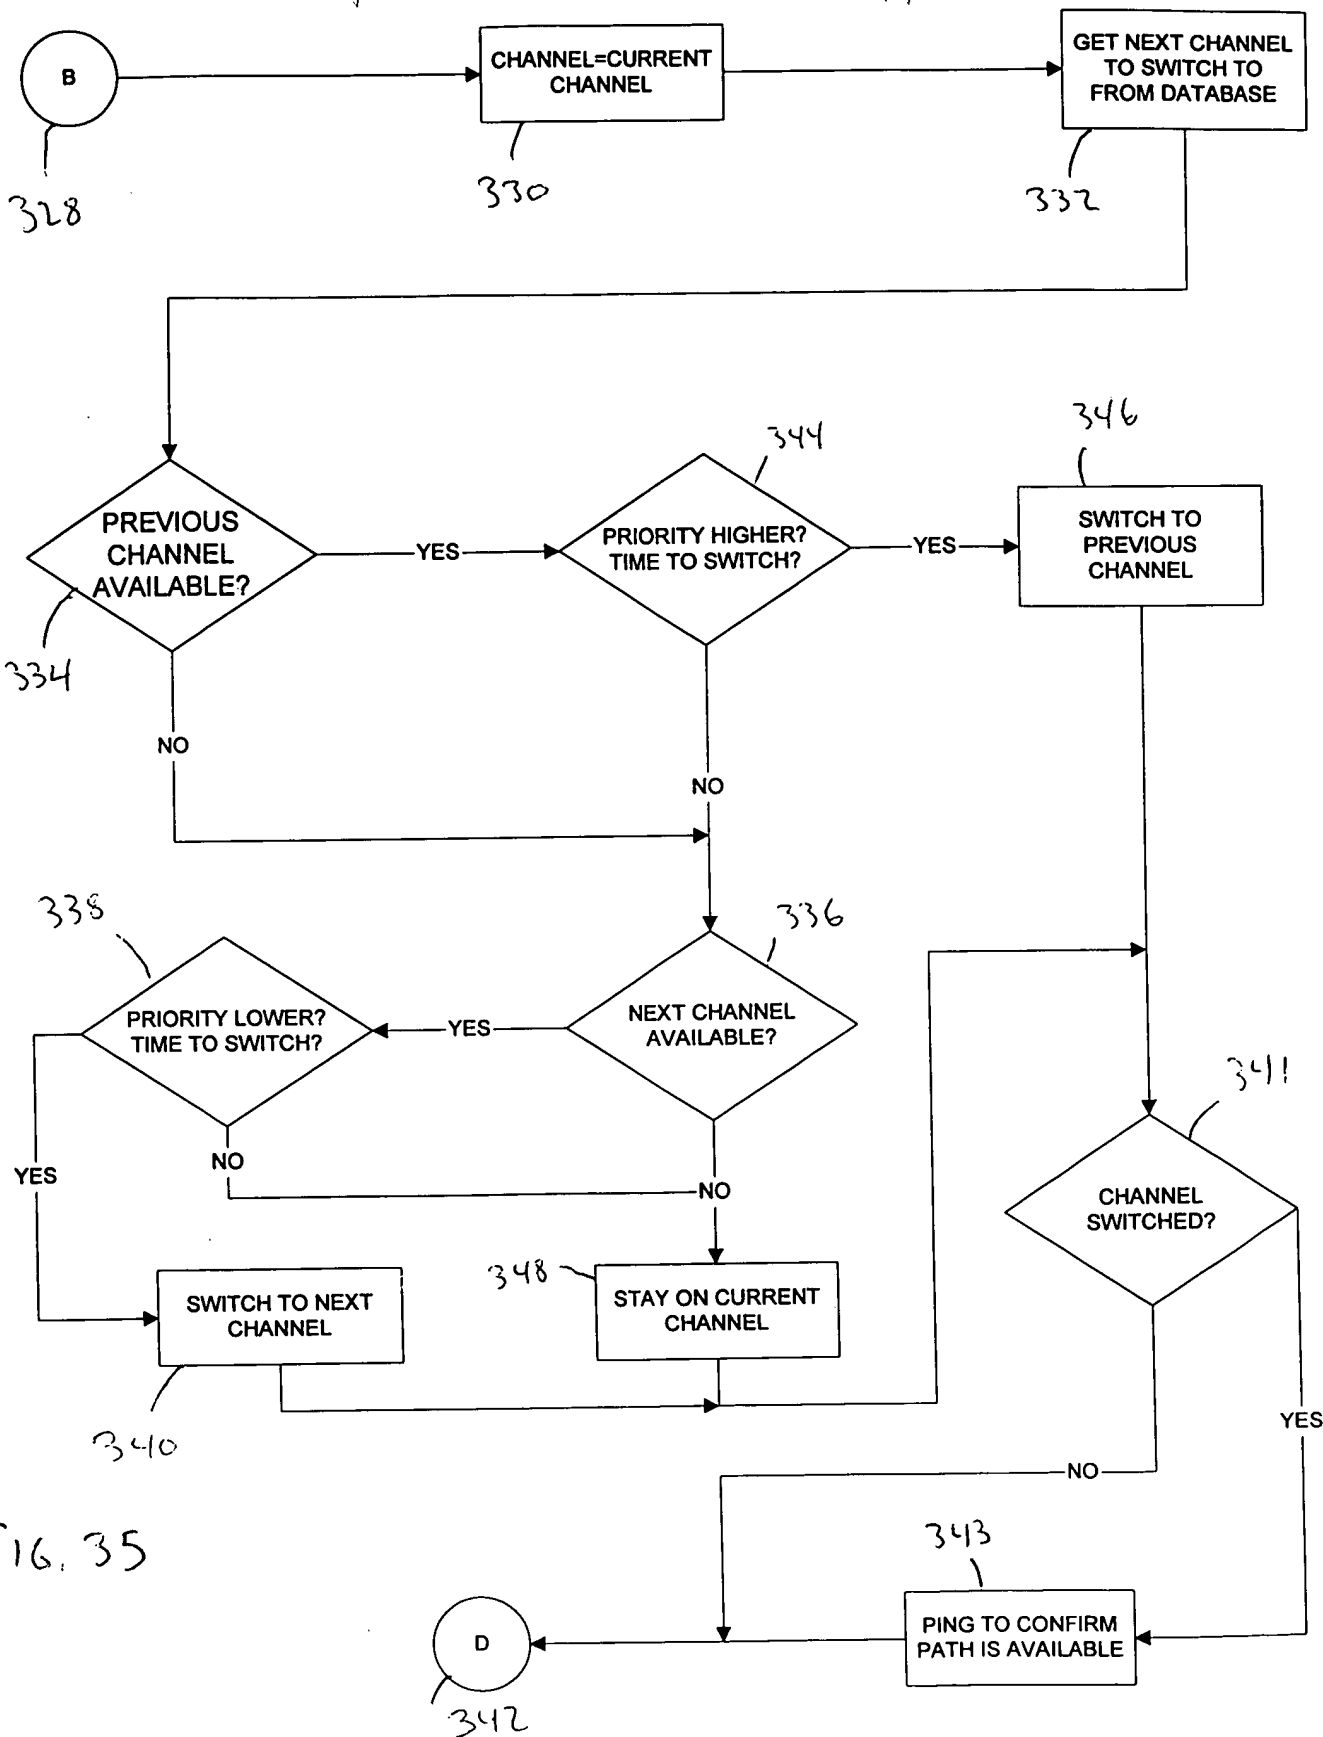 B
CHANNEL=CURRENT
CHANNEL
GET NEXT CHANNEL
TO SWITCH TO
FROM DATABASE
328
330
332
346
344
PREVIOUS
CHANNEL
AVAILABLE?
YES
PRIORITY HIGHER?
TIME TO SWITCH?
YES
SWITCH TO
PREVIOUS
CHANNEL
334
NO
NO
338
336
PRIORITY LOWER?
TIME TO SWITCH?
YES
NEXT CHANNEL
AVAILABLE?
341
YES
NO
NO
CHANNEL
SWITCHED?
348
SWITCH TO NEXT
CHANNEL
STAY ON CURRENT
CHANNEL
340
YES
NO
FIG. 35
343
D
PING TO CONFIRM
PATH IS AVAILABLE
342